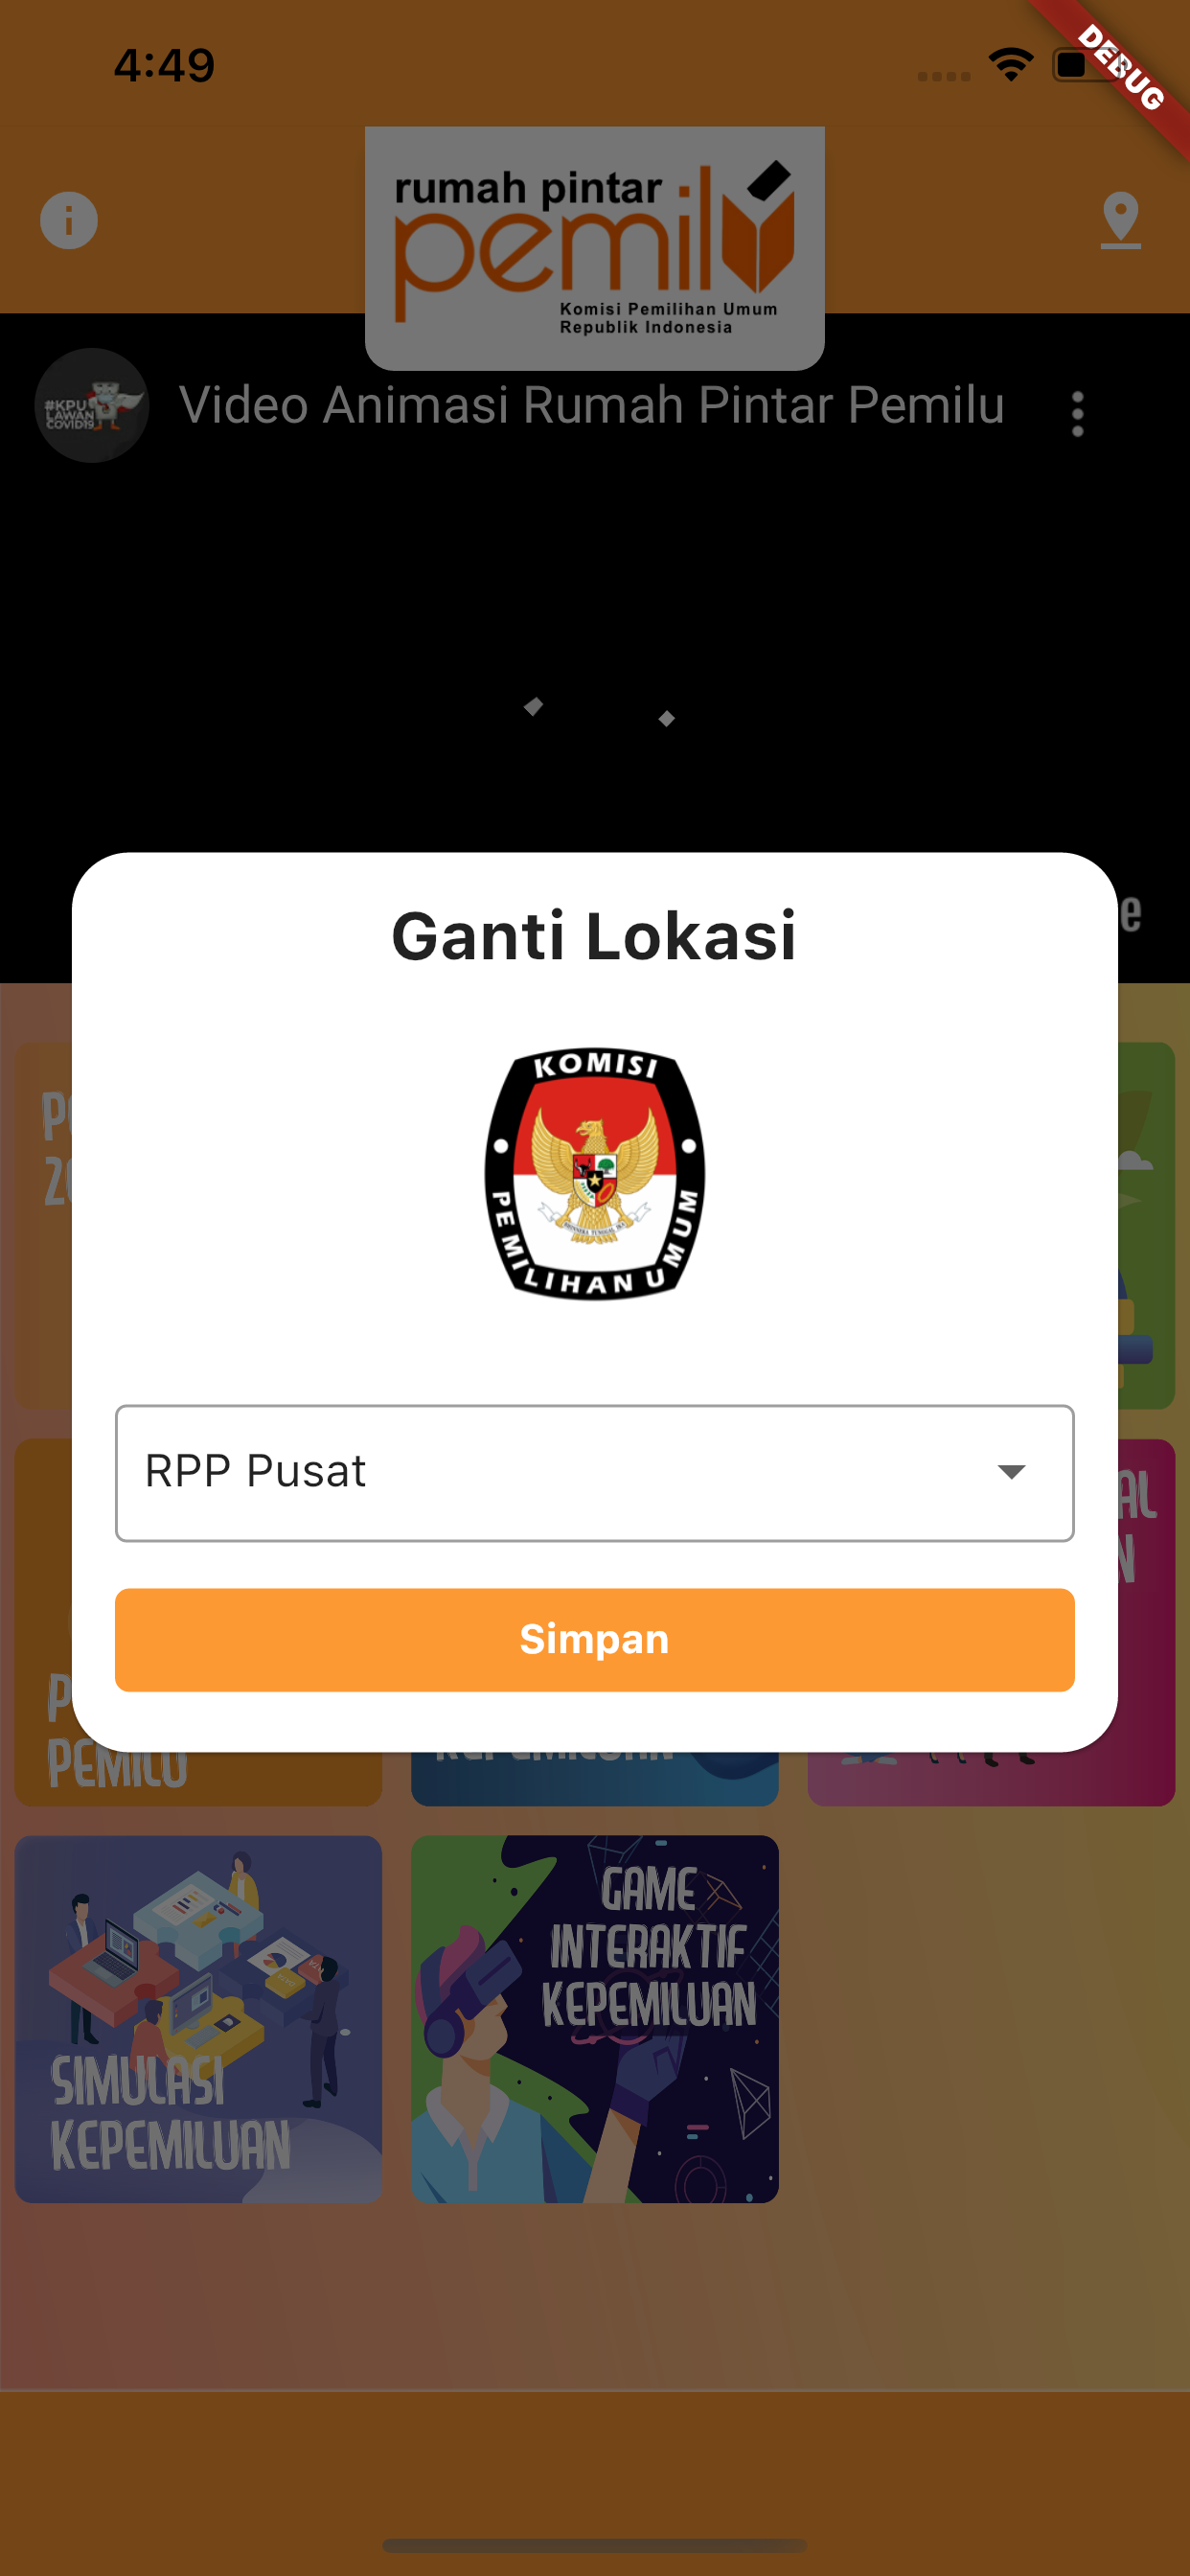 4:49
DEBUG
rumah pintar
pemilu
Komisi Pemilihan Umum
Republik Indonesia
#KPU
LAWAN
COVID19
Video Animasi Rumah Pintar Pemilu
Ganti Lokasi
KOMISI
PEMILIHAN UMUM
RPP Pusat
Simpan
PEMILU
KEPEMILUAN
SIMULASI
KEPEMILUAN
GAME
INTERAKTIF
KEPEMILUAN